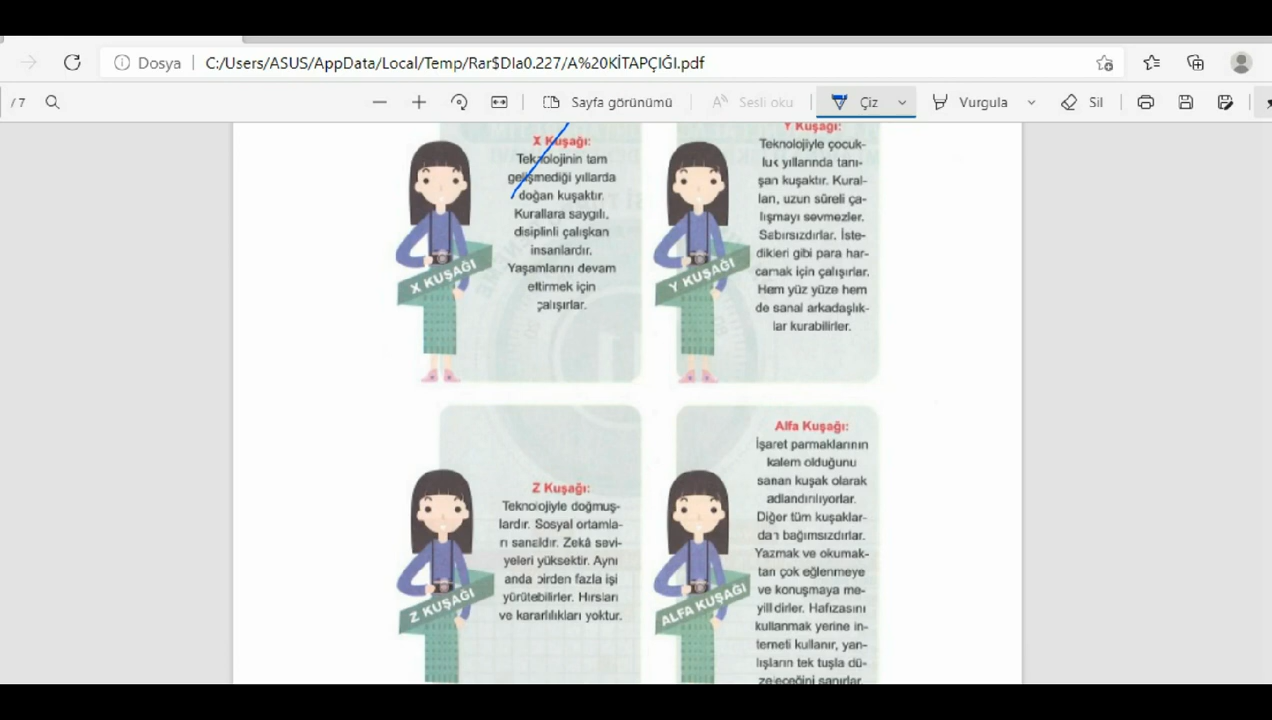 Dosya
C:/Users/ASUS/AppData/Local/Temp/Rar$DIa0.227/A%20KİTAPÇIĞI.pdf
/ 7
Sayfa görünümü
Sesli oku
Çiz
Vurgula
Sil
X Kuşağı:
Teknolojinin tam
gelişmediği yıllarda
doğan kuşaktır.
Kurallara saygılı,
disiplinli çalışkan
insanlardır.
Yaşamlarını devam
ettirmek için
çalışırlar.
X KUŞAĞI
Y Kuşağı:
Teknolojiyle çocuk-
luk yıllarında tanı-
şan kuşaktır. Kural-
ları, uzun süreli ça-
lışmayı sevmezler.
Sabırsızdırlar. İste-
dikleri gibi para har-
camak için çalışırlar.
Hem yüz yüze hem
de sanal arkadaşlık-
lar kurabilirler.
Y KUŞAĞI
Z Kuşağı:
Teknolojiyle doğmuş-
lardır. Sosyal ortamla-
rı sanaldır. Zekâ sevi-
yeleri yüksektir. Aynı
anda birden fazla işi
yürütebilirler. Hırsları
ve kararlılıkları yoktur.
Z KUŞAĞI
Alfa Kuşağı:
İşaret parmaklarının
kalem olduğunu
sanan kuşak olarak
adlandırılıyorlar.
Diğer tüm kuşaklar-
dan bağımsızdırlar.
Yazmak ve okumak-
tan çok eğlenmeye
ve konuşmaya me-
yillidirler. Hafızasını
kullanmak yerine in-
terneti kullanır, yan-
lışların tek tuşla dü-
zeleceğini sanırlar.
ALFA KUŞAĞI